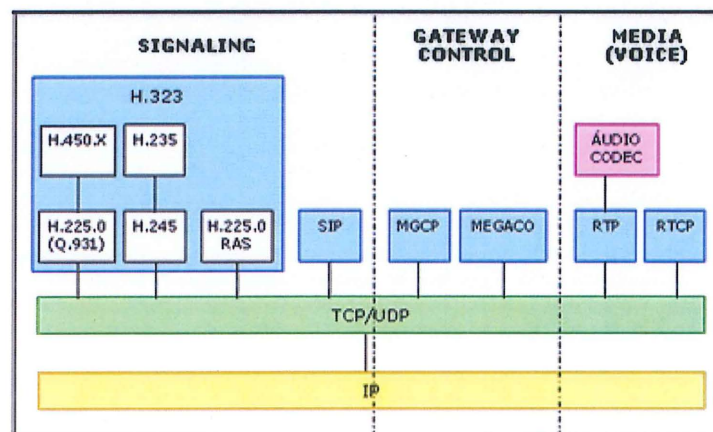 SIGNALING
GATEWAY
CONTROL
MEDIA
(VOICE)
H.323
H.450.X
H.235
ÁUDIO
CODEC
H.225.0
(Q.931)
H.245
H.225.0
RAS
SIP
MGCP
MEGACO
RTP
RTCP
TCP/UDP
IP